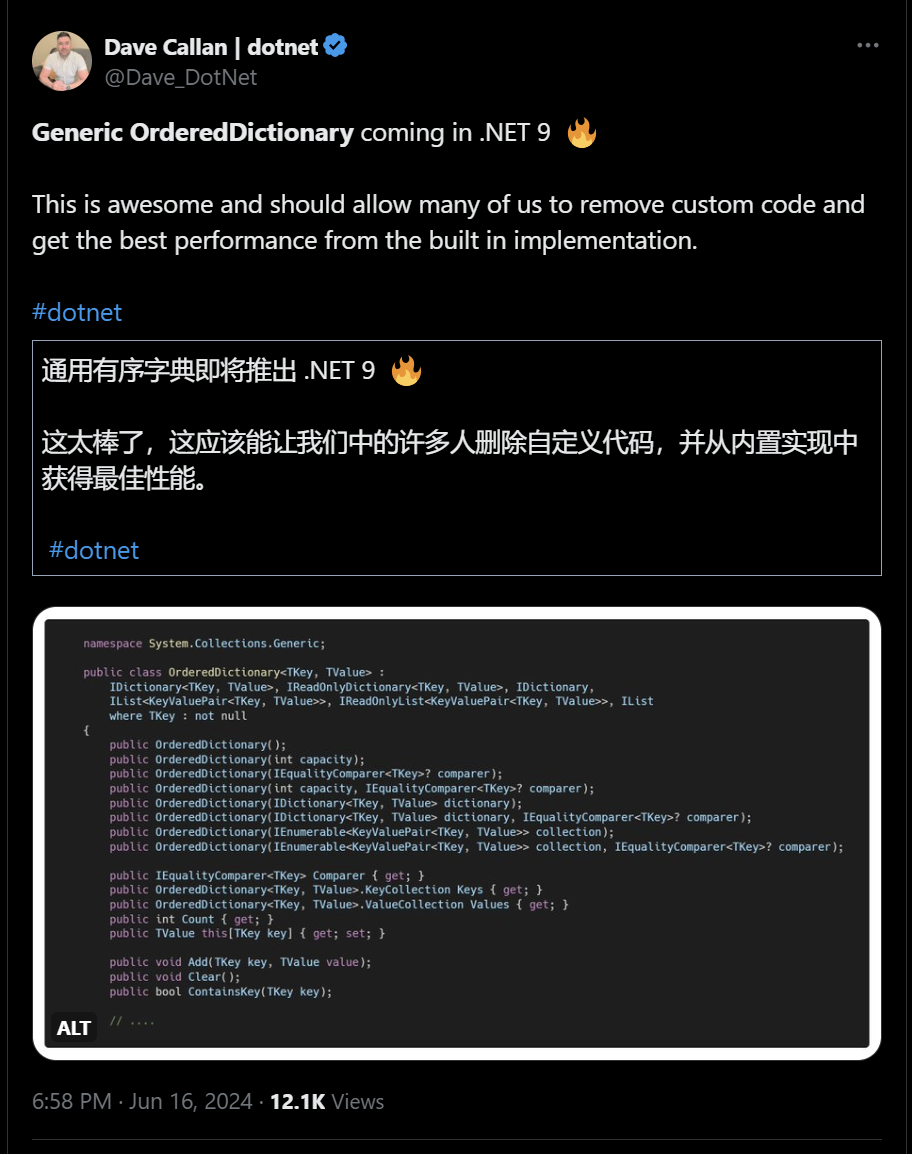 Dave Callan | dotnet
@Dave_DotNet
Generic OrderedDictionary coming in .NET 9 🔥
This is awesome and should allow many of us to remove custom code and
get the best performance from the built in implementation.
#dotnet
通用有序字典即将推出 .NET 9 🔥
这太棒了，这应该能让我们中的许多人删除自定义代码，并从内置实现中
获得最佳性能。
#dotnet
namespace System.Collections.Generic;
public class OrderedDictionary<TKey, TValue> :
    IDictionary<TKey, TValue>, IReadOnlyDictionary<TKey, TValue>, IDictionary,
    IList<KeyValuePair<TKey, TValue>>, IReadOnlyList<KeyValuePair<TKey, TValue>>, IList
    where TKey : not null
{
    public OrderedDictionary();
    public OrderedDictionary(int capacity);
    public OrderedDictionary(IEqualityComparer<TKey>? comparer);
    public OrderedDictionary(int capacity, IEqualityComparer<TKey>? comparer);
    public OrderedDictionary(IDictionary<TKey, TValue> dictionary);
    public OrderedDictionary(IDictionary<TKey, TValue> dictionary, IEqualityComparer<TKey>? comparer);
    public OrderedDictionary(IEnumerable<KeyValuePair<TKey, TValue>> collection);
    public OrderedDictionary(IEnumerable<KeyValuePair<TKey, TValue>> collection, IEqualityComparer<TKey>? comparer);
    public IEqualityComparer<TKey> Comparer { get; }
    public OrderedDictionary<TKey, TValue>.KeyCollection Keys { get; }
    public OrderedDictionary<TKey, TValue>.ValueCollection Values { get; }
    public int Count { get; }
    public TValue this[TKey key] { get; set; }
    public void Add(TKey key, TValue value);
    public void Clear();
    public bool ContainsKey(TKey key);
    // ....
ALT
6:58 PM · Jun 16, 2024 · 12.1K Views